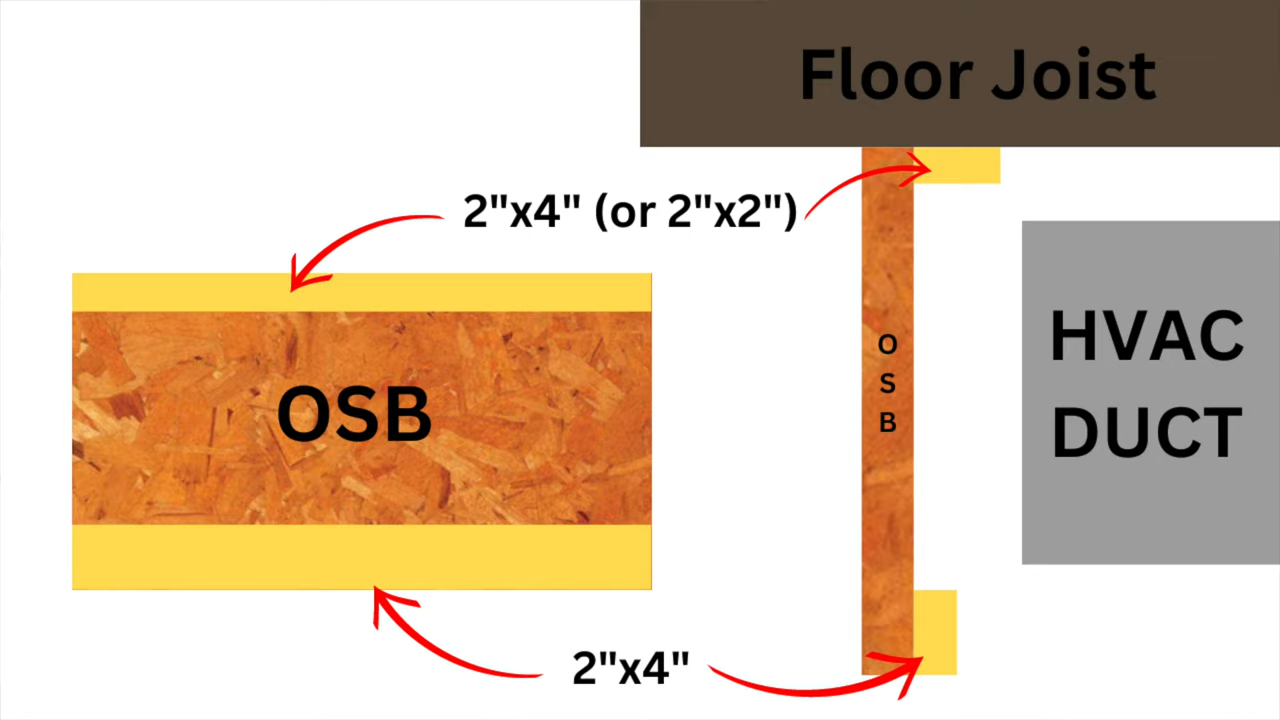 Floor Joist
2"x4" (or 2"x2")
OSB
O
S
B
HVAC
DUCT
2"x4"